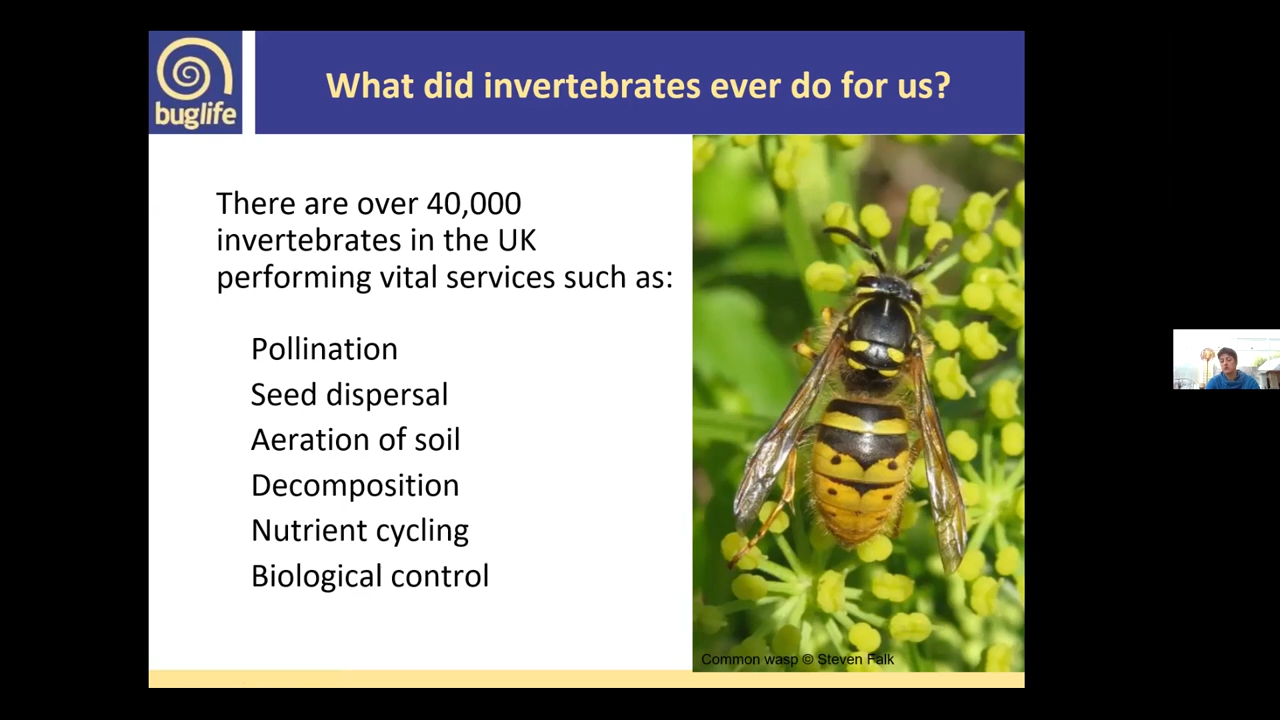 buglife
What did invertebrates ever do for us?
There are over 40,000
invertebrates in the UK
performing vital services such as:
Pollination
Seed dispersal
Aeration of soil
Decomposition
Nutrient cycling
Biological control
Common wasp © Steven Falk